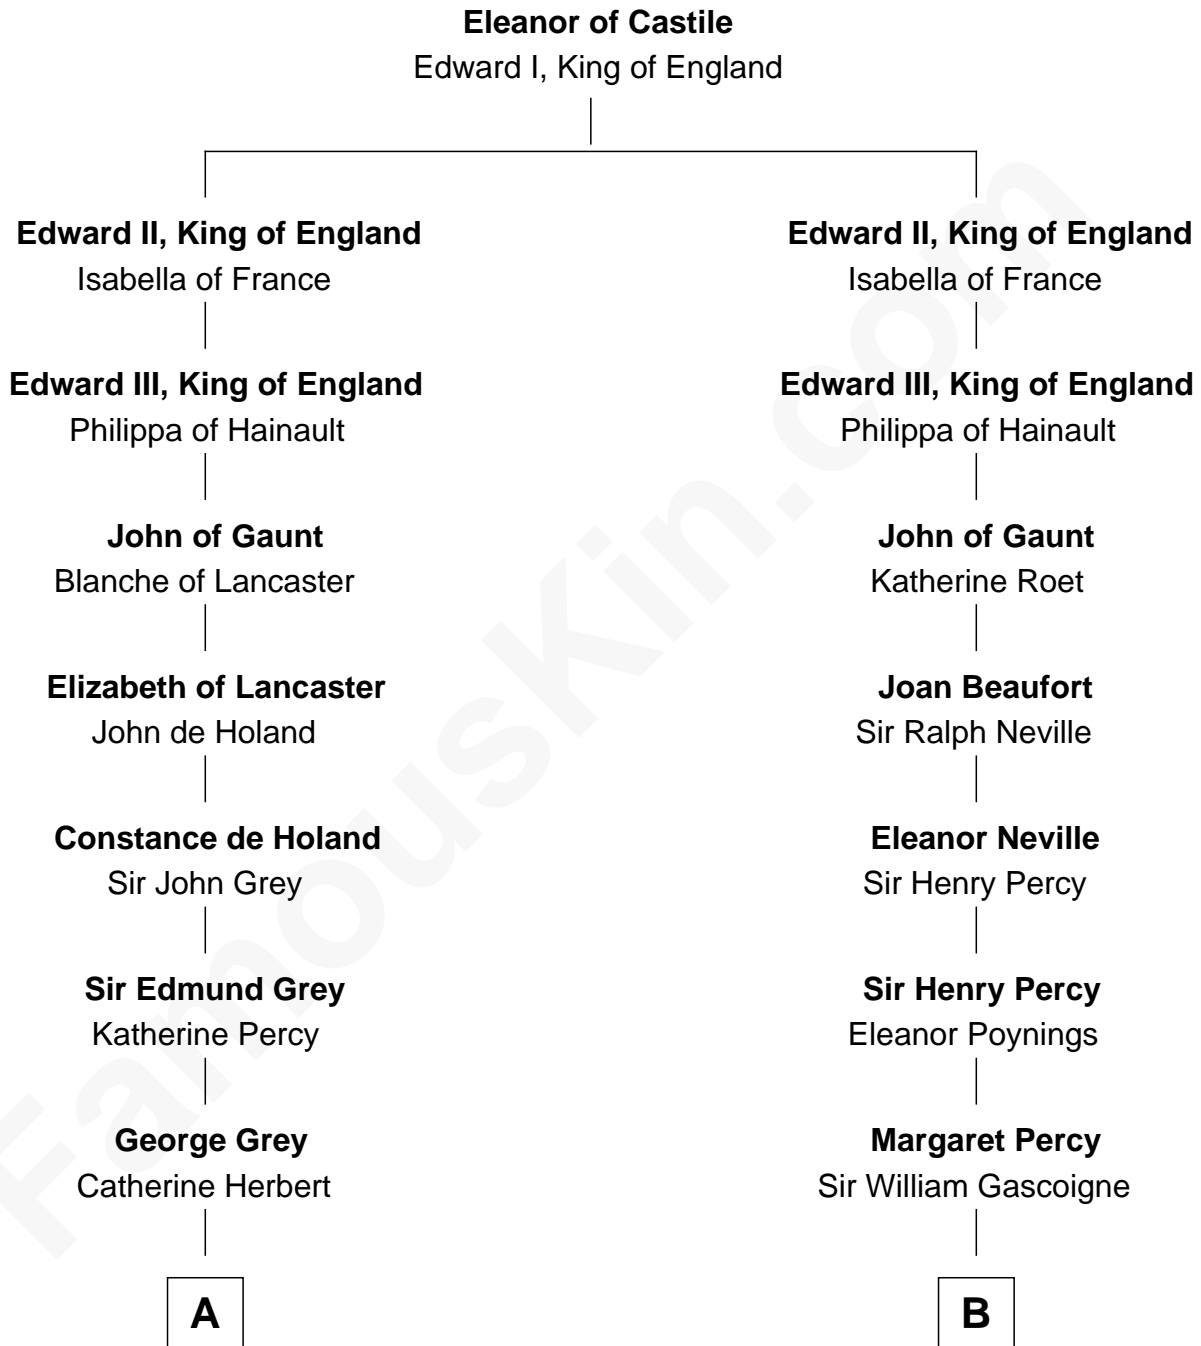 Eleanor of Castile
Edward I, King of England
Edward II, King of England
Isabella of France
Edward III, King of England
Philippa of Hainault
John of Gaunt
Blanche of Lancaster
Elizabeth of Lancaster
John de Holand
Constance de Holand
Sir John Grey
Sir Edmund Grey
Katherine Percy
George Grey
Catherine Herbert
A
Edward II, King of England
Isabella of France
Edward III, King of England
Philippa of Hainault
John of Gaunt
Katherine Roet
Joan Beaufort
Sir Ralph Neville
Eleanor Neville
Sir Henry Percy
Sir Henry Percy
Eleanor Poynings
Margaret Percy
Sir William Gascoigne
B
FamousKin.com